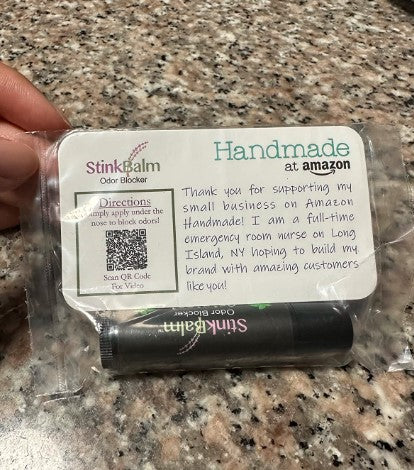 StinkBalm
Odor Blocker
Handmade
at amazon
Directions
Simply apply under the
nose to block odors!
Scan QR Code
For Video
Thank you for supporting my
small business on Amazon
Handmade! I am a full-time
emergency room nurse on Long
Island, NY hoping to build my
brand with amazing customers
like you!
StinkBalm
Odor Blocker